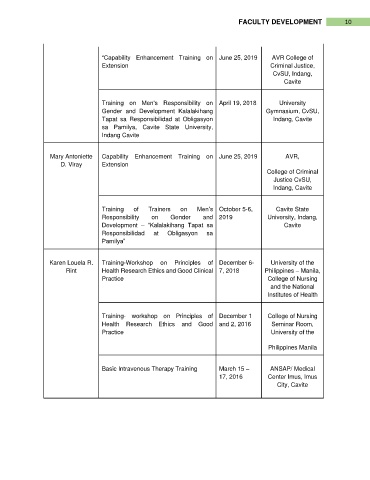 FACULTY DEVELOPMENT 10
"Capability Enhancement Training on June 25, 2019 AVR College of
Extension Criminal Justice,
CvSU, Indang,
Cavite
Training on Men's Responsibility on April 19, 2018 University
Gender and Development Kalalakihang Gymnasium, CvSU,
Tapat sa Responsibilidad at Obligasyon Indang, Cavite
sa Pamilya, Cavite State University,
Indang Cavite
Mary Antoniette Capability Enhancement Training on June 25, 2019 AVR,
D. Viray Extension
College of Criminal
Justice CvSU,
Indang, Cavite
Training of Trainers on Men's October 5-6, Cavite State
Responsibility on Gender and 2019 University, Indang,
Development – "Kalalakihang Tapat sa Cavite
Responsibilidad at Obligasyon sa
Pamilya"
Karen Louela R. Training-Workshop on Principles of December 6- University of the
Rint Health Research Ethics and Good Clinical 7, 2018 Philippines – Manila,
Practice College of Nursing
and the National
Institutes of Health
Training- workshop on Principles of December 1 College of Nursing
Health Research Ethics and Good and 2, 2016 Seminar Room,
Practice University of the
Philippines Manila
Basic Intravenous Therapy Training March 15 – ANSAP/ Medical
17, 2016 Center Imus, Imus
City, Cavite